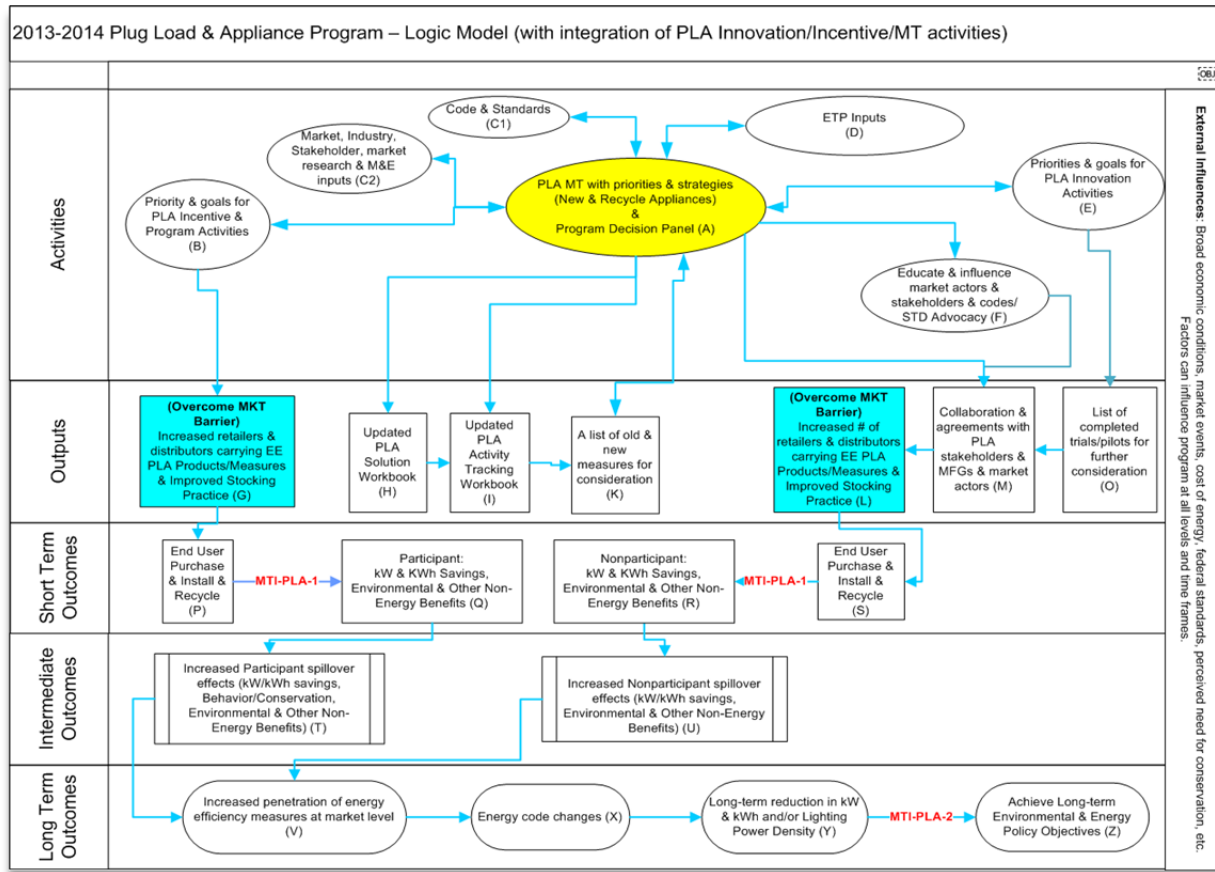 2013-2014 Plug Load & Appliance Program – Logic Model (with integration of PLA Innovation/Incentive/MT activities)
OBJ
Activities
Code & Standards
(C1)
ETP Inputs
(D)
Market, Industry,
Stakeholder, market
research & M&E
inputs (C2)
PLA MT with priorities & strategies
(New & Recycle Appliances)
&
Program Decision Panel (A)
Priorities & goals for
PLA Innovation
Activities
(E)
Priority & goals for
PLA Incentive &
Program Activities
(B)
Educate & influence
market actors &
stakeholders & codes/
STD Advocacy (F)
Outputs
(Overcome MKT
Barrier)
Increased retailers &
distributors carrying EE
PLA Products/Measures
& Improved Stocking
Practice (G)
Updated
PLA
Solution
Workbook
(H)
Updated
PLA
Activity
Tracking
Workbook
(I)
A list of old &
new
measures for
consideration
(K)
(Overcome MKT
Barrier)
Increased # of
retailers & distributors
carrying EE PLA
Products/Measures &
Improved Stocking
Practice (L)
Collaboration &
agreements with
PLA
stakeholders &
MFGs & market
actors (M)
List of
completed
trials/pilots for
further
consideration
(O)
Short Term
Outcomes
End User
Purchase
& Install &
Recycle
(P)
MTI-PLA-1
Participant:
kW & KWh Savings,
Environmental & Other Non-
Energy Benefits (Q)
Nonparticipant:
kW & KWh Savings,
Environmental & Other Non-
Energy Benefits (R)
MTI-PLA-1
End User
Purchase
& Install &
Recycle
(S)
Intermediate
Outcomes
Increased Participant spillover
effects (kW/kWh savings,
Behavior/Conservation,
Environmental & Other Non-
Energy Benefits) (T)
Increased Nonparticipant spillover
effects (kW/kWh savings,
Environmental & Other Non-Energy
Benefits) (U)
Long Term
Outcomes
Increased penetration of energy
efficiency measures at market level
(V)
Energy code changes (X)
Long-term reduction in kW
& kWh and/or Lighting
Power Density (Y)
MTI-PLA-2
Achieve Long-term
Environmental & Energy
Policy Objectives (Z)
External Influences: Broad economic conditions, market events, cost of energy, federal standards, perceived need for conservation, etc.
Factors can influence program at all levels and time frames.